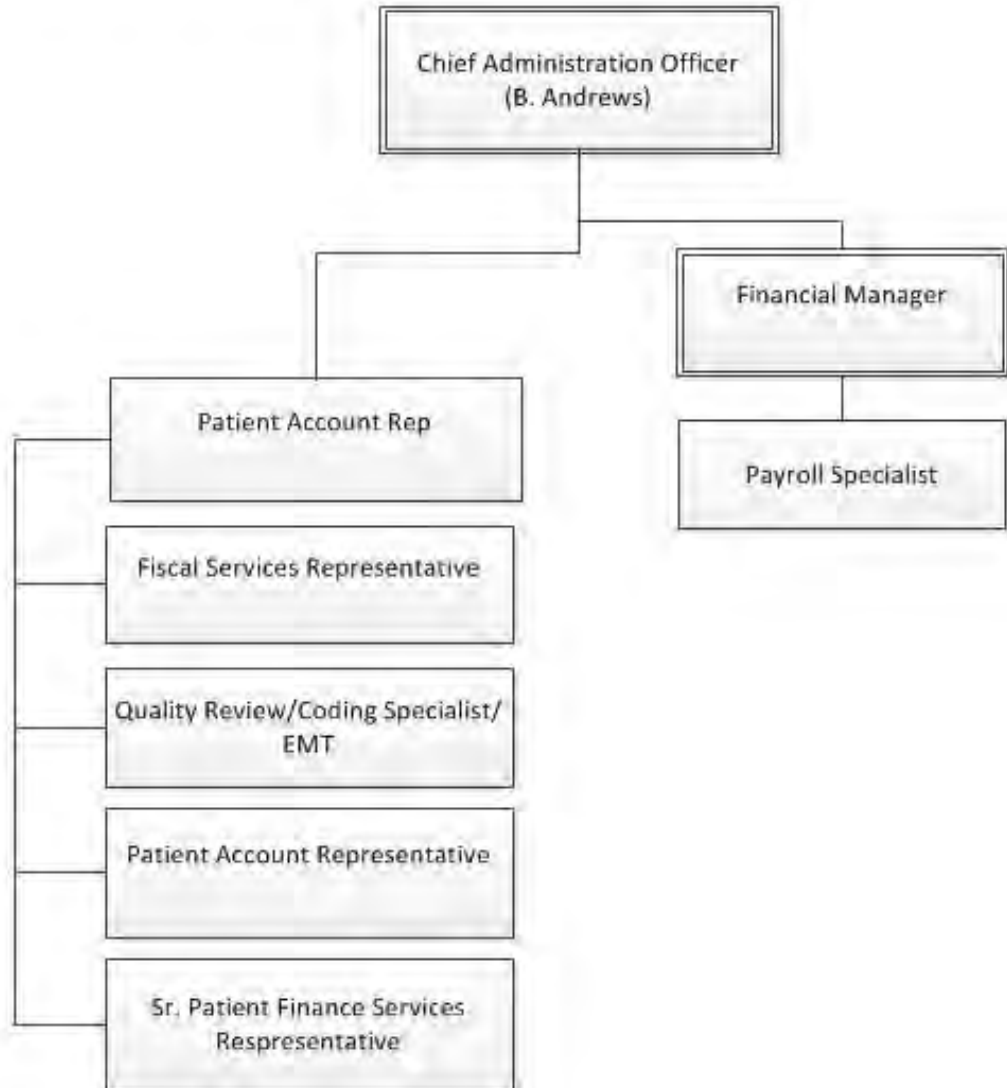 Chief Administration Officer
(B. Andrews)
Financial Manager
Patient Account Rep
Payroll Specialist
Fiscal Services Representative
Quality Review/Coding Specialist/
EMT
Patient Account Representative
Sr. Patient Finance Services
Respresentative